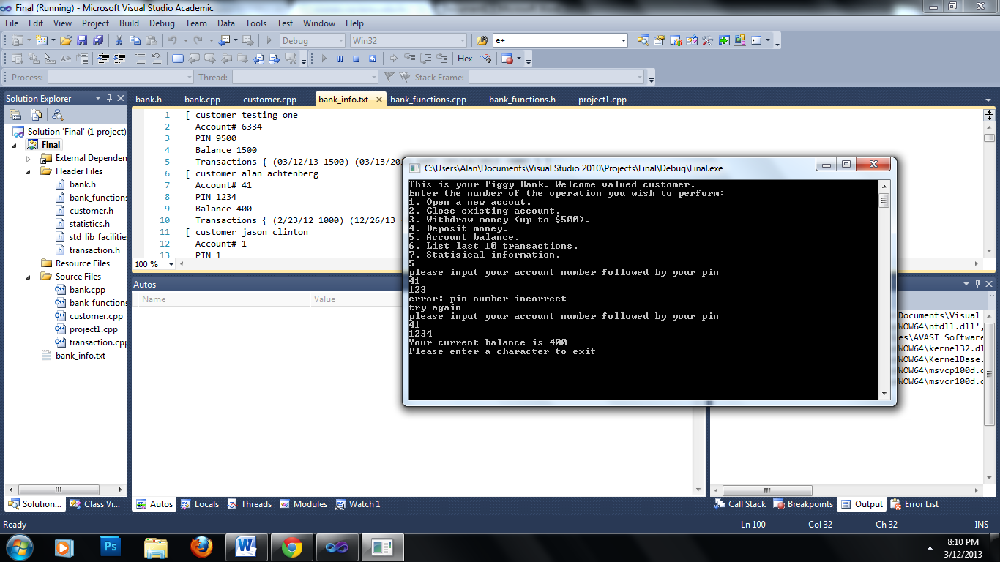 Final (Running) - Microsoft Visual Studio Academic
File Edit View Project Build Debug Team Data Tools Test Window Help
Debug Win32 e+
Hex
Process: Thread: Stack Frame:
Solution Explorer
Solution 'Final' (1 project)
Final
External Dependen
Header Files
bank.h
bank_functions
customer.h
statistics.h
std_lib_facilitie
transaction.h
Resource Files
Source Files
bank.cpp
bank_functions
customer.cpp
project1.cpp
transaction.cpp
bank_info.txt
Solution... Class Vi...
bank.h bank.cpp customer.cpp bank_info.txt bank_functions.cpp bank_functions.h project1.cpp
1 [ customer testing one
2 Account# 6334
3 PIN 9500
4 Balance 1500
5 Transactions { (03/12/13 1500) (03/13/20
6 [ customer alan achtenberg
7 Account# 41
8 PIN 1234
9 Balance 400
10 Transactions { (2/23/12 1000) (12/26/13
11 [ customer jason clinton
12 Account# 1
13 PIN 1
100 %
C:\Users\Alan\Documents\Visual Studio 2010\Projects\Final\Debug\Final.exe
This is your Piggy Bank. Welcome valued customer.
Enter the number of the operation you wish to perform:
1. Open a new accout.
2. Close existing account.
3. Withdraw money (up to $500).
4. Deposit money.
5. Account balance.
6. List last 10 transactions.
7. Statisical information.
5
please input your account number followed by your pin
41
123
error: pin number incorrect
try again
please input your account number followed by your pin
41
1234
Your current balance is 400
Please enter a character to exit
Autos
Name Value
Autos Locals Threads Modules Watch 1
Documents\Visual
WOW64\ntdll.dll',
es\AVAST Software
WOW64\kernel32.dl
WOW64\KernelBase.
WOW64\msvcp100d.d
WOW64\msvcr100d.d
Call Stack Breakpoints Output Error List
Ready Ln 100 Col 32 Ch 32 INS
Ps W
8:10 PM
3/12/2013